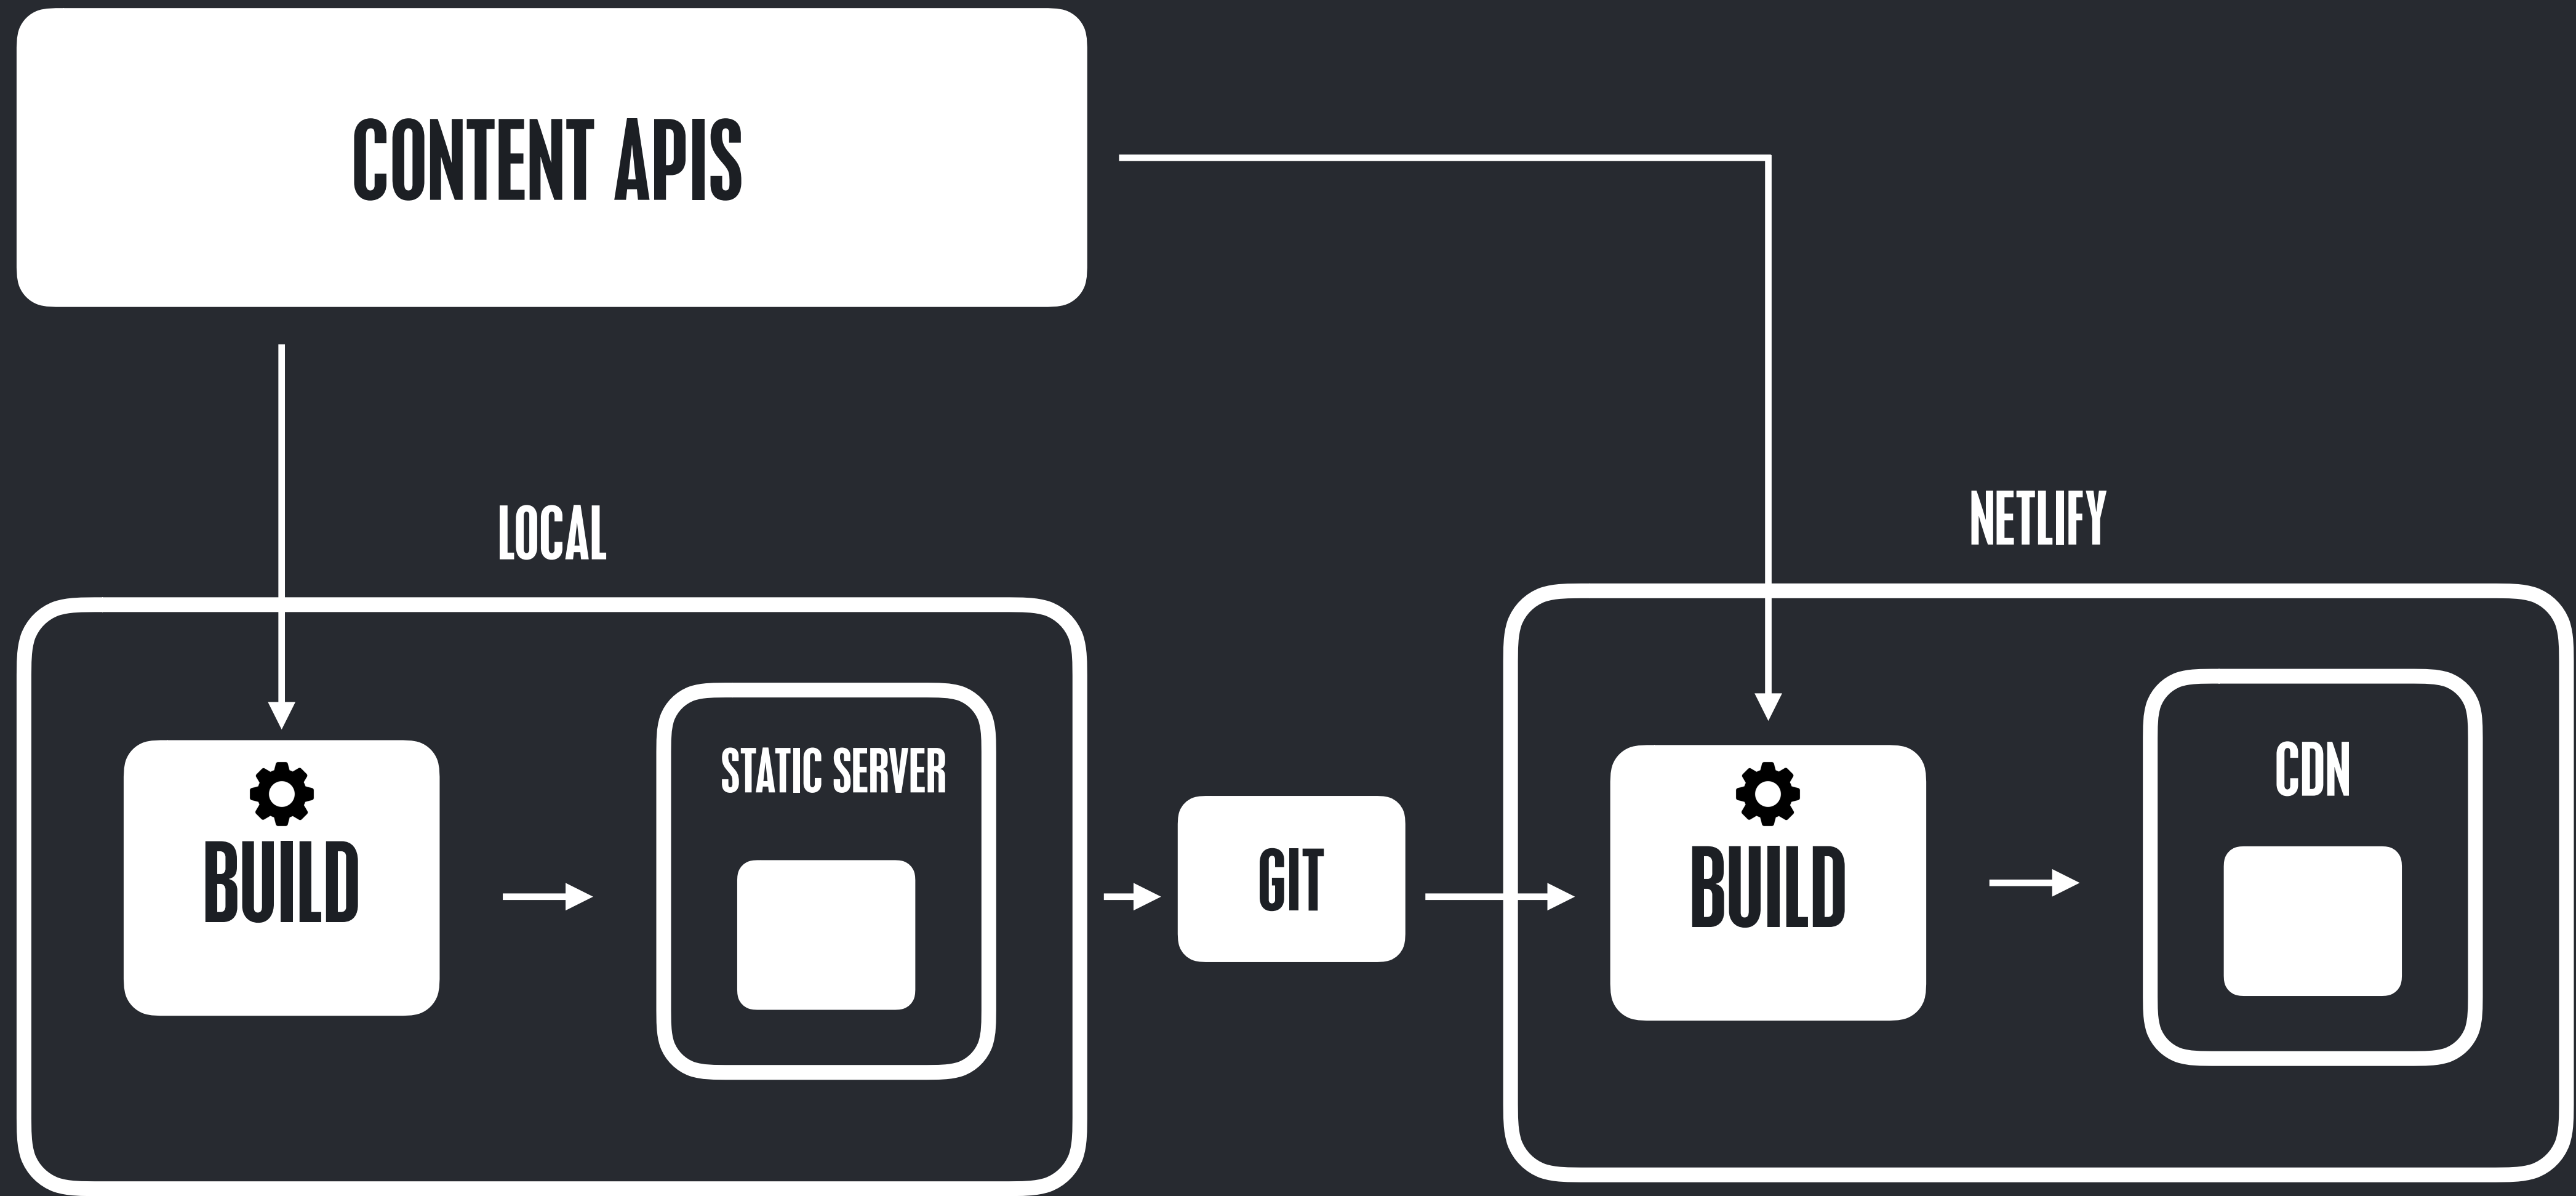 CONTENT APIS
LOCAL
NETLIFY
BUILD
STATIC SERVER
GIT
BUILD
CDN